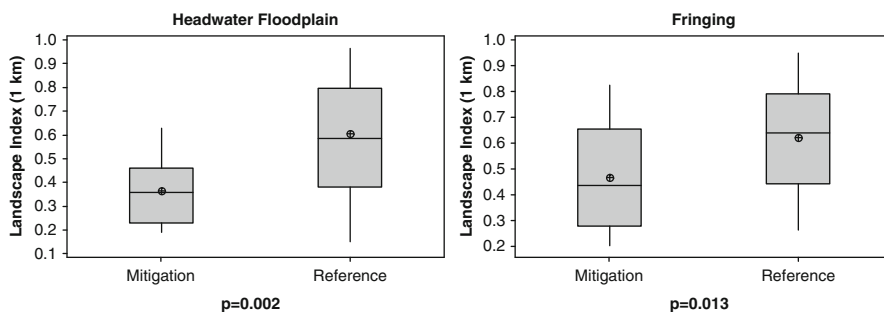 Headwater Floodplain
Landscape Index (1 km)
1.0
0.9
0.8
0.7
0.6
0.5
0.4
0.3
0.2
0.1
Mitigation Reference
p=0.002
Fringing
Landscape Index (1 km)
1.0
0.9
0.8
0.7
0.6
0.5
0.4
0.3
0.2
Mitigation Reference
p=0.013